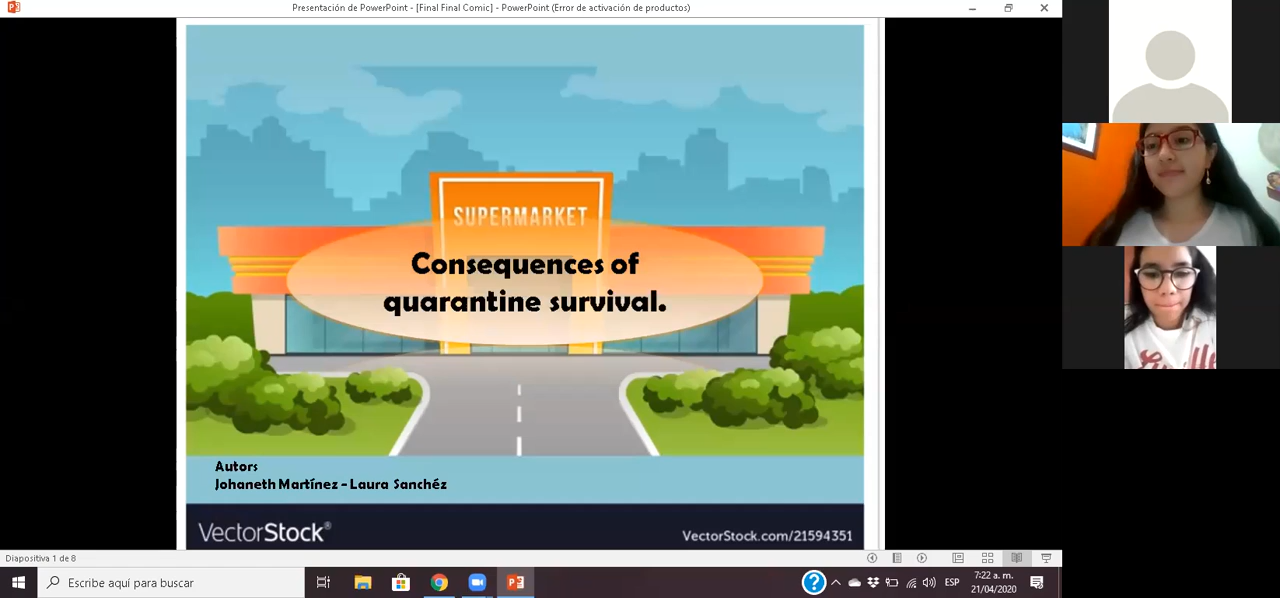 Presentación de PowerPoint - [Final Final Comic] - PowerPoint (Error de activación de productos)
SUPERMARKET
Consequences of
quarantine survival.
Autors
Johaneth Martínez - Laura Sanchéz
VectorStock®
VectorStock.com/21594351
Diapositiva 1 de 8
Escribe aquí para buscar
ESP
7:22 a. m.
21/04/2020